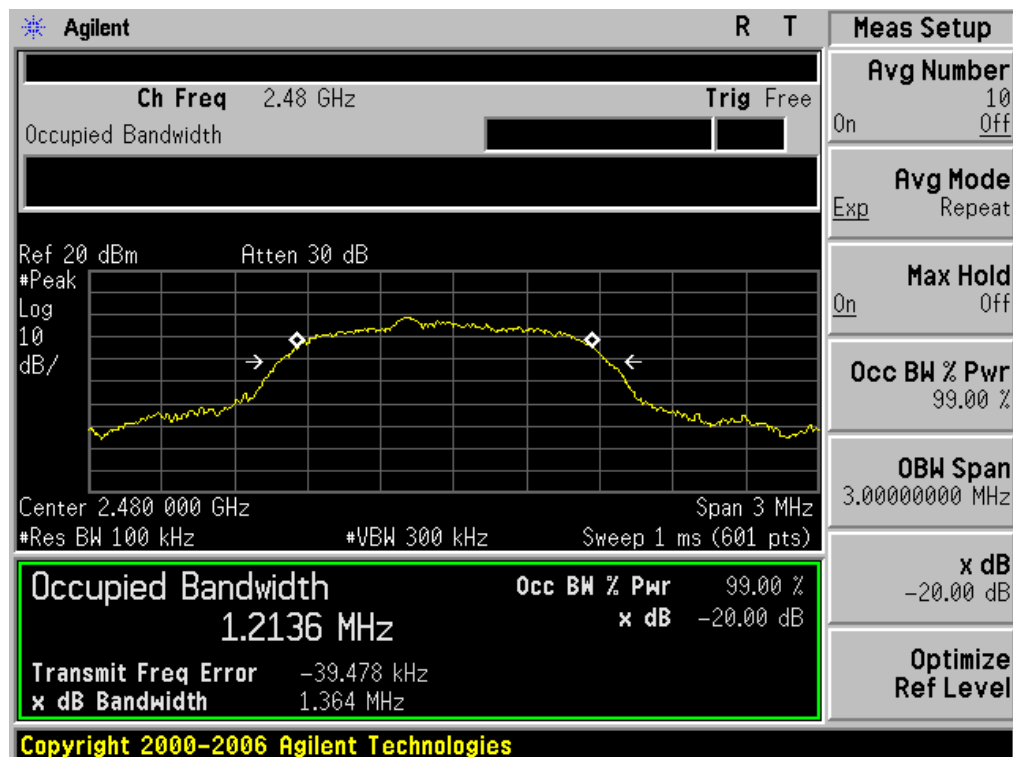 Agilent R T
Ch Freq 2.48 GHz Trig Free
Occupied Bandwidth
Ref 20 dBm Atten 30 dB
#Peak
Log
10
dB/
Center 2.480 000 GHz Span 3 MHz
#Res BW 100 kHz #VBW 300 kHz Sweep 1 ms (601 pts)
Occupied Bandwidth Occ BW % Pwr 99.00 %
1.2136 MHz x dB -20.00 dB
Transmit Freq Error -39.478 kHz
x dB Bandwidth 1.364 MHz
Copyright 2000-2006 Agilent Technologies
Meas Setup
Avg Number
10
On Off
Avg Mode
Exp Repeat
Max Hold
On Off
Occ BW % Pwr
99.00 %
OBW Span
3.00000000 MHz
x dB
-20.00 dB
Optimize
Ref Level